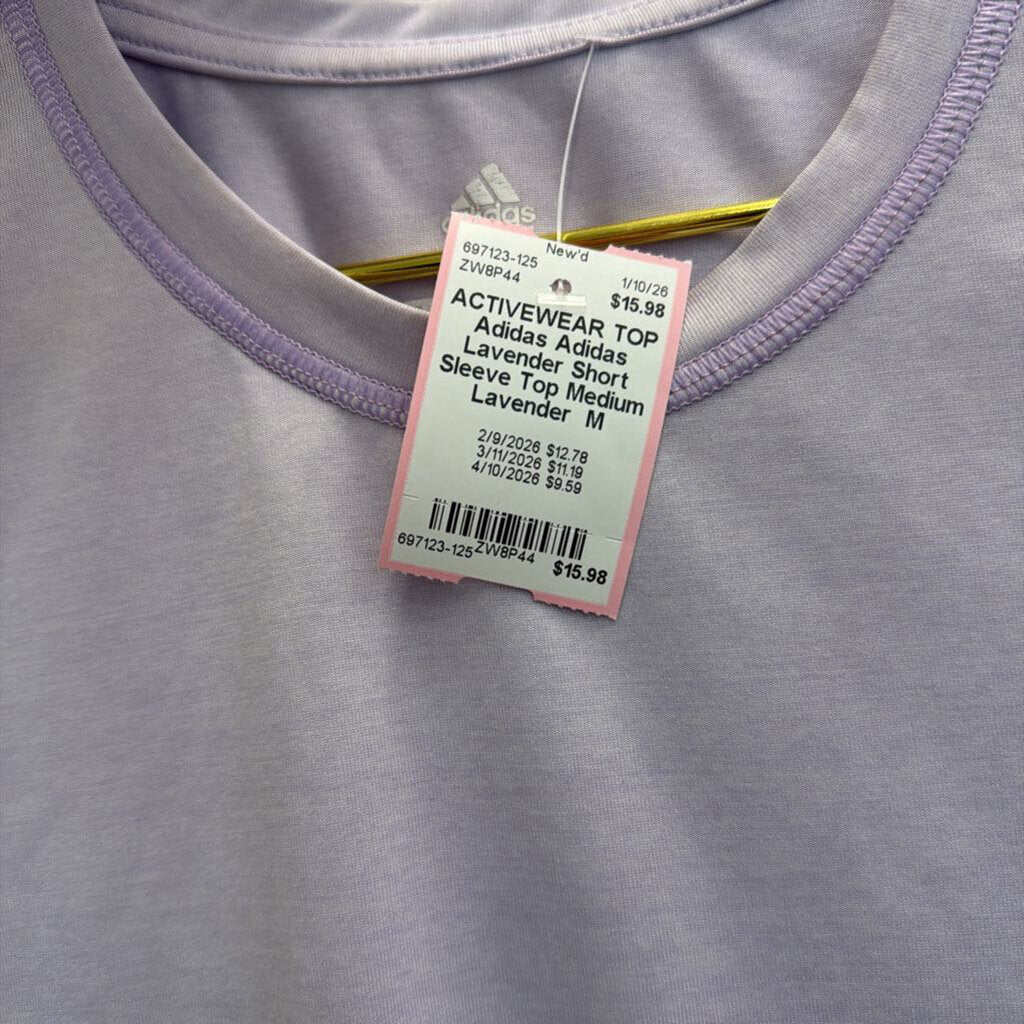 adidas
697123-125 New'd
ZW8P44 1/10/26
$15.98
ACTIVEWEAR TOP
Adidas Adidas
Lavender Short
Sleeve Top Medium
Lavender M
2/9/2026 $12.78
3/11/2026 $11.19
4/10/2026 $9.59
697123-125 ZW8P44
$15.98